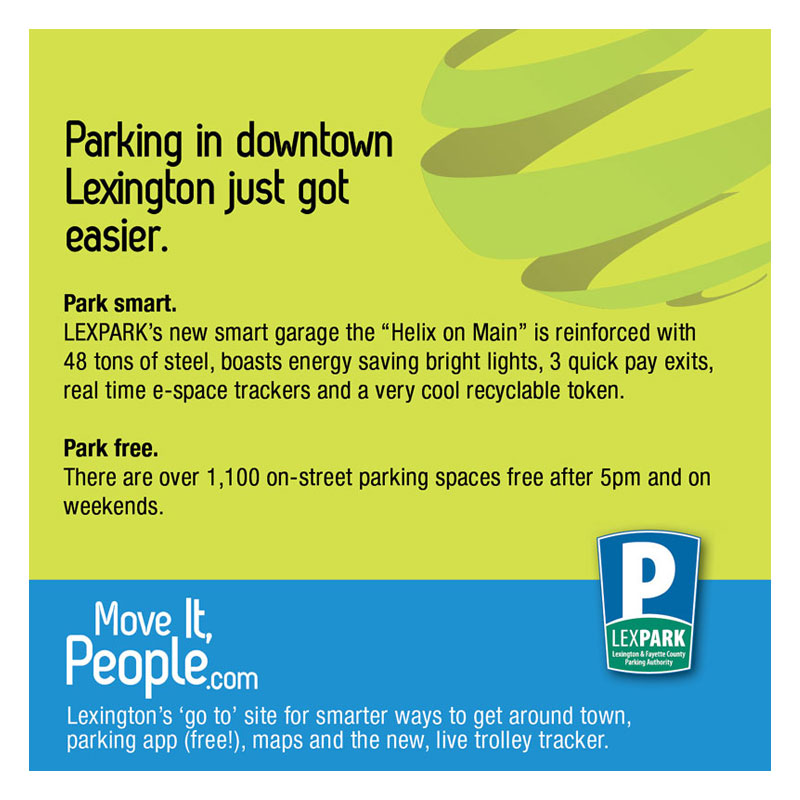 Parking in downtown
Lexington just got
easier.
Park smart.
LEXPARK’s new smart garage the “Helix on Main” is reinforced with
48 tons of steel, boasts energy saving bright lights, 3 quick pay exits,
real time e-space trackers and a very cool recyclable token.
Park free.
There are over 1,100 on-street parking spaces free after 5pm and on
weekends.
P
LEXPARK
Lexington & Fayette County
Parking Authority
Move It,
People.com
Lexington’s ‘go to’ site for smarter ways to get around town,
parking app (free!), maps and the new, live trolley tracker.